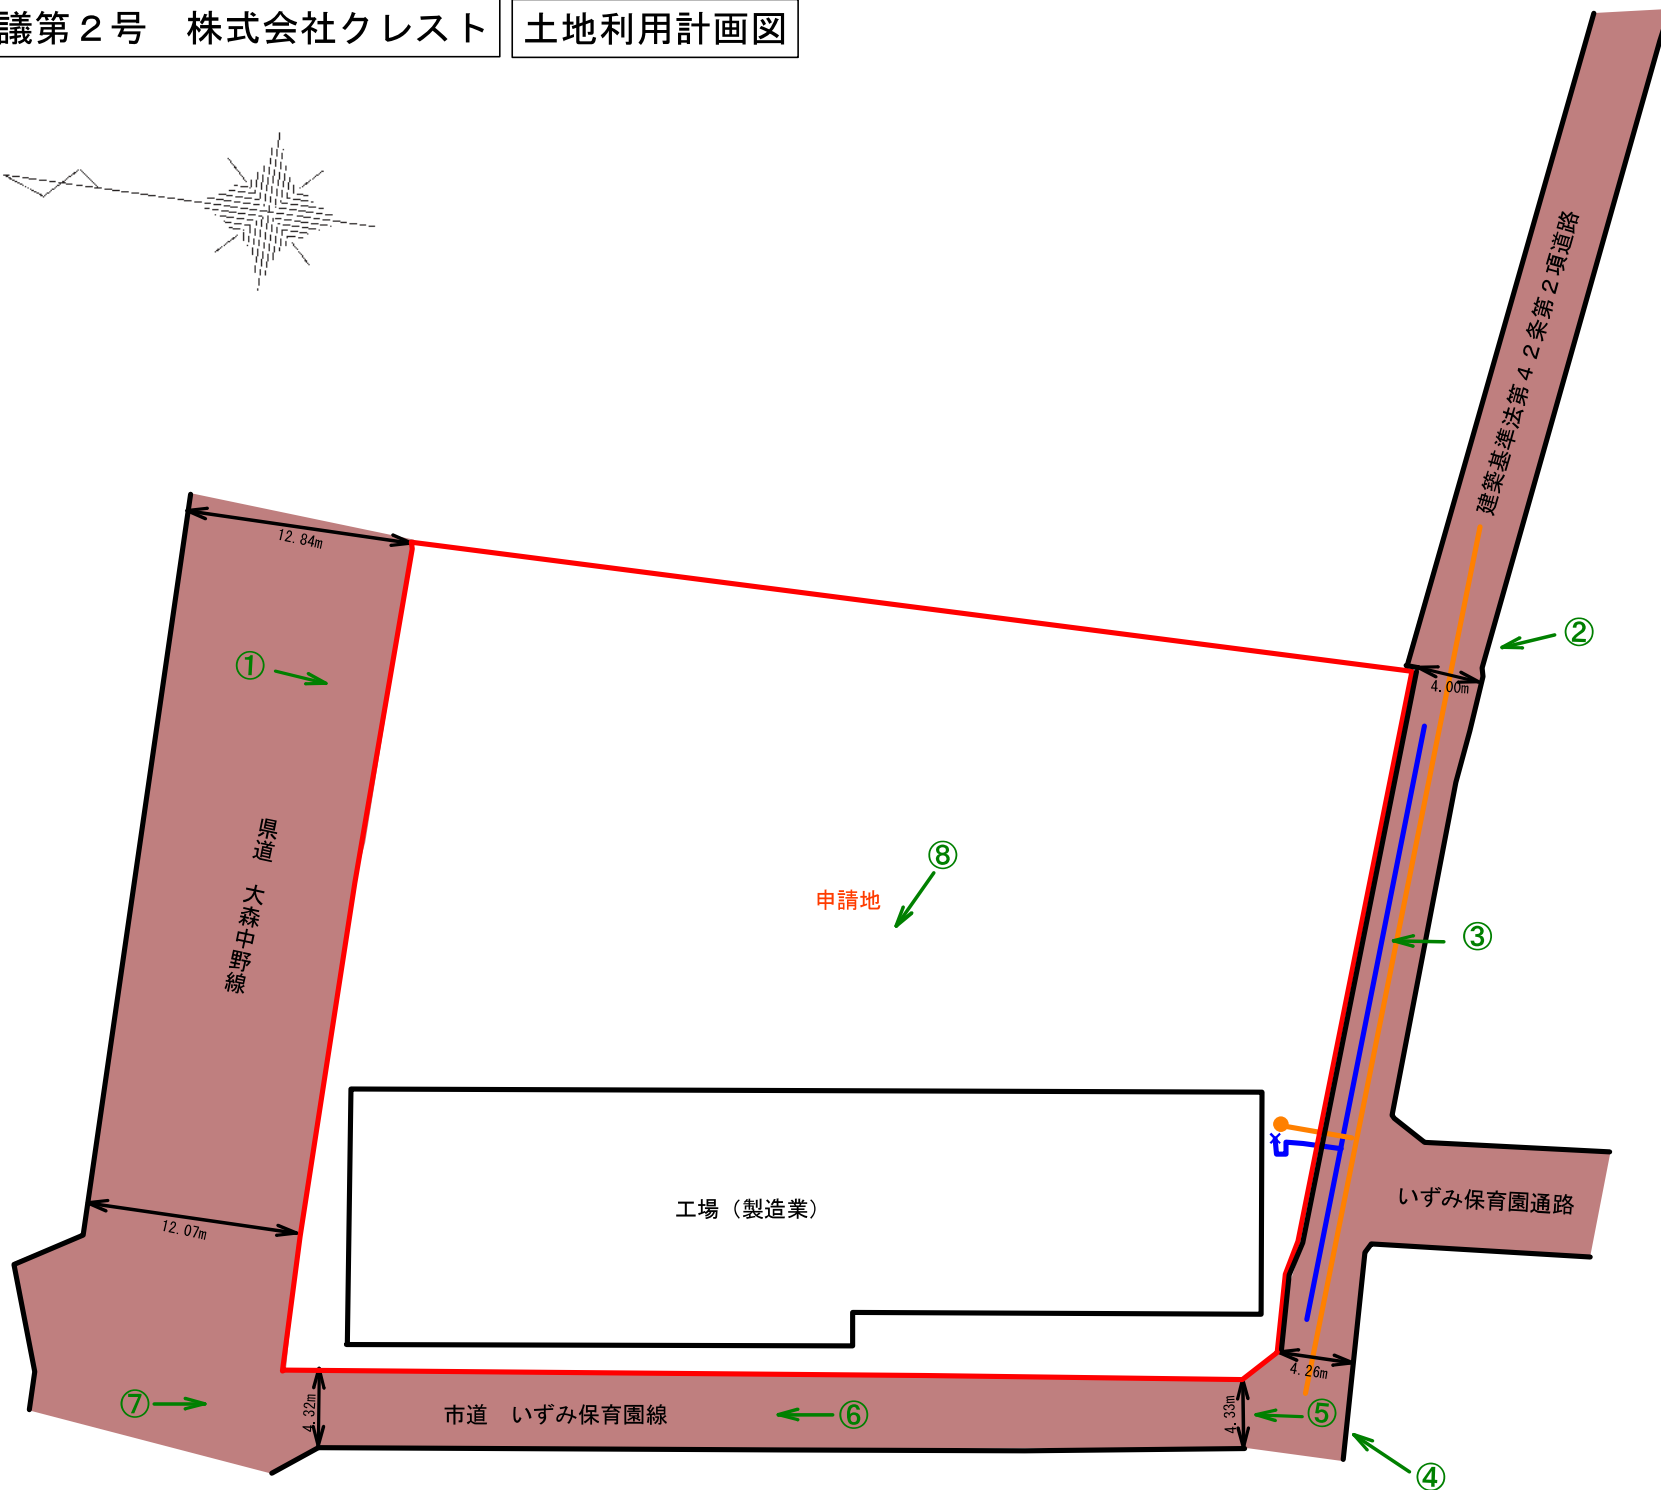 議第２号　株式会社クレスト
土地利用計画図
建築基準法第４２条第２項道路
12.84m
①
②
4.00m
県道　大森中野線
⑧
申請地
③
工場（製造業）
いずみ保育園通路
12.07m
4.26m
⑦
4.32m
市道　いずみ保育園線
⑥
4.33m
⑤
④